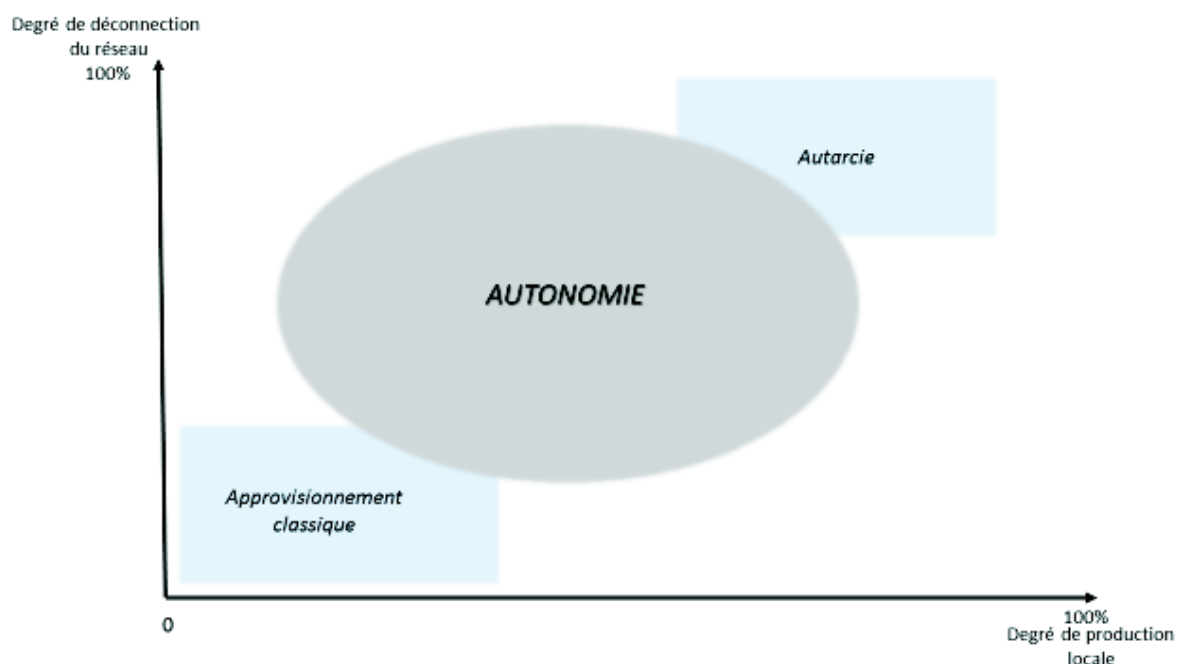 Degré de déconnection
du réseau
100%
Autarcie
AUTONOMIE
Approvisionnement
classique
0
100%
Degré de production
locale